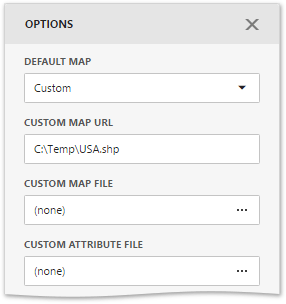 OPTIONS
DEFAULT MAP
Custom
CUSTOM MAP URL
C:\Temp\USA.shp
CUSTOM MAP FILE
(none)
CUSTOM ATTRIBUTE FILE
(none)